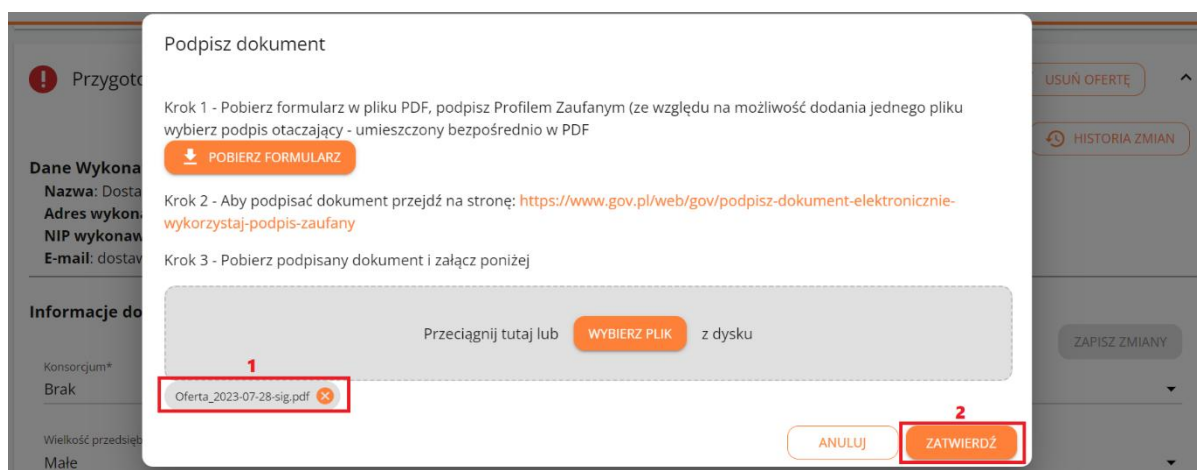 Podpisz dokument
Przygoto
USUŃ OFERTĘ
Krok 1 - Pobierz formularz w pliku PDF, podpisz Profilem Zaufanym (ze względu na możliwość dodania jednego pliku
wybierz podpis otaczający - umieszczony bezpośrednio w PDF
POBIERZ FORMULARZ
HISTORIA ZMIAN
Dane Wykona
Nazwa: Dosta
Adres wykon
NIP wykonaw
E-mail: dostaw
Krok 2 - Aby podpisać dokument przejdź na stronę: https://www.gov.pl/web/gov/podpisz-dokument-elektronicznie-
wykorzystaj-podpis-zaufany
Krok 3 - Pobierz podpisany dokument i załącz poniżej
Informacje do
Przeciągnij tutaj lub WYBIERZ PLIK z dysku
ZAPISZ ZMIANY
1
Konsorcjum*
Brak
Oferta_2023-07-28-sig.pdf
2
ANULUJ ZATWIERDŹ
Wielkość przedsięb
Małe